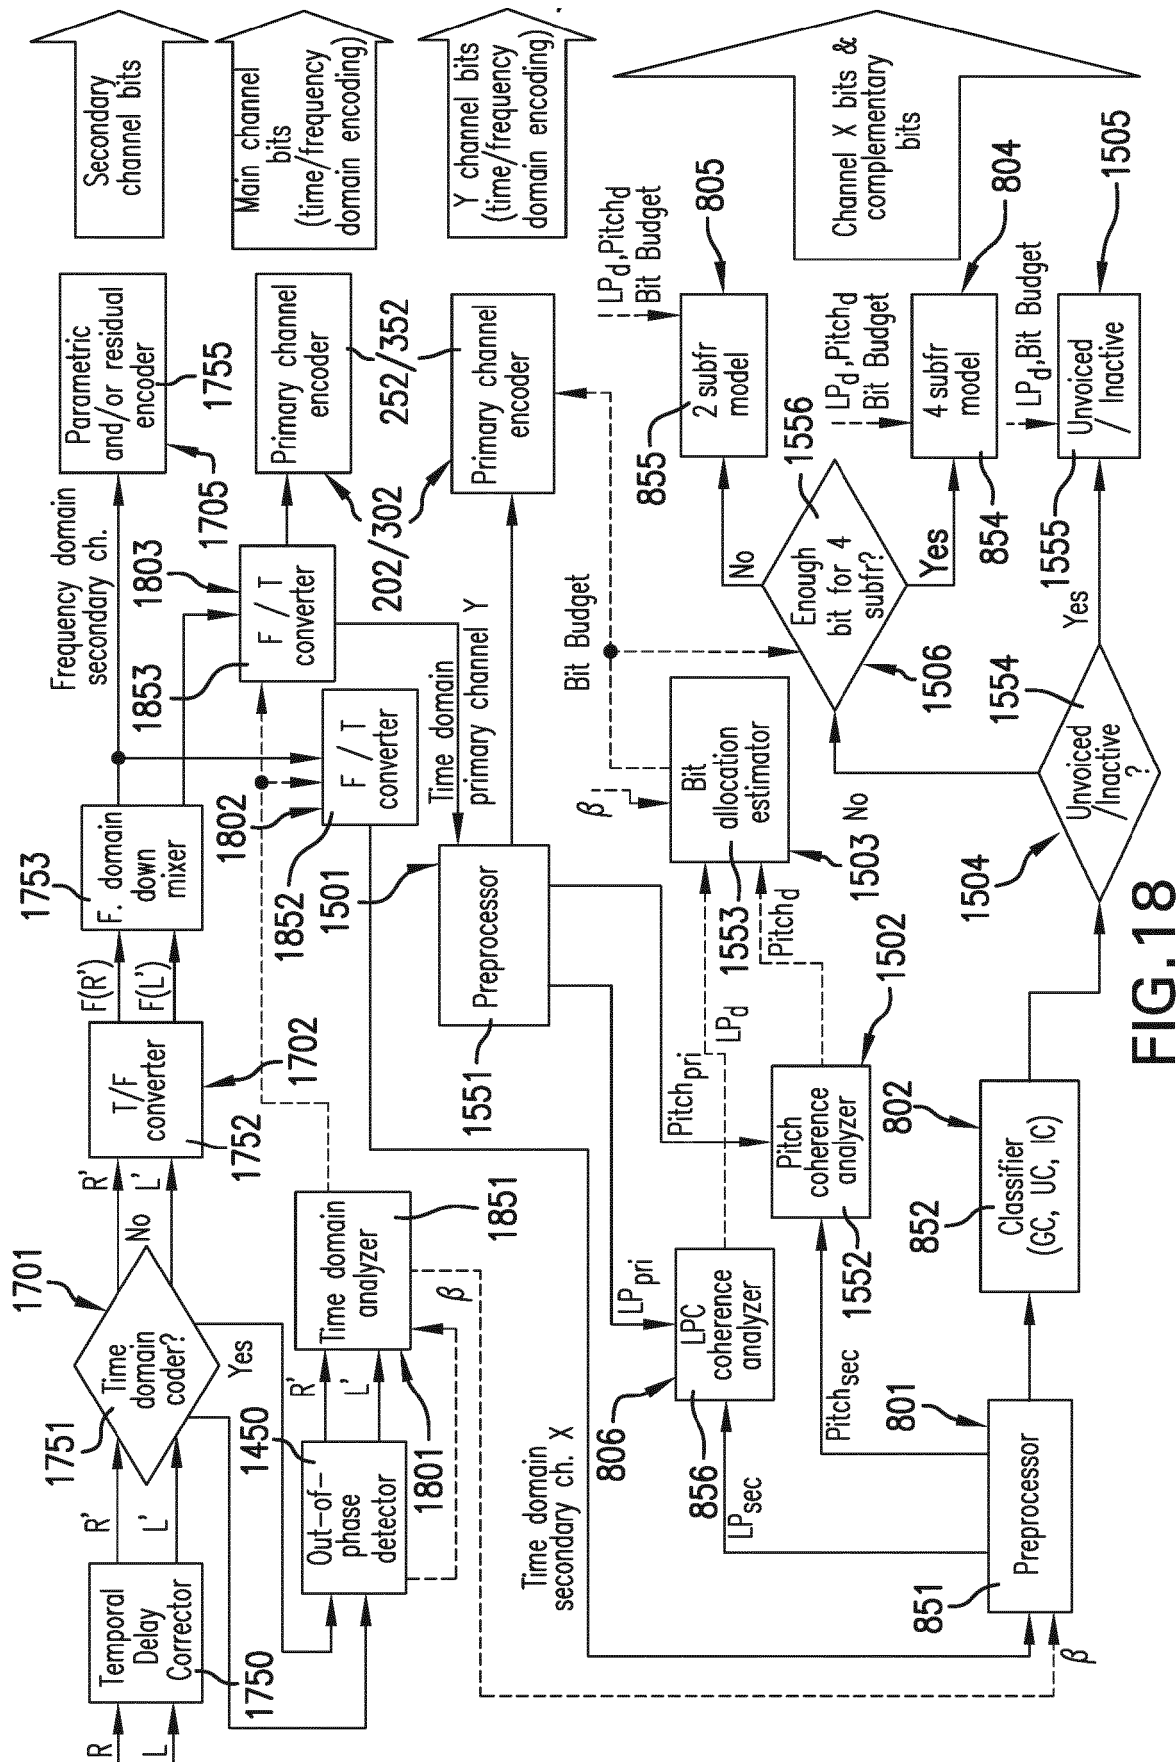 R
L
Temporal
Delay
Corrector
1750
R'
L'
1701
Time
domain
coder?
1751
No
Yes
R'
L'
T/F
converter
1752
1702
F(R')
F(L')
1753
F. domain
down
mixer
Frequency domain
secondary ch.
Parametric
and/or residual
encoder
1755
1705
Secondary
channel bits
1803
F / T
converter
1853
Primary channel
encoder
252/352
202/302
Main channel
bits
(time/frequency
domain encoding)
1802
F / T
converter
1852
Time domain
primary channel Y
1450
Out-of-
phase
detector
R'
L'
1801
Time domain
analyzer
1851
β
1501
Preprocessor
1551
Primary channel
encoder
Y channel bits
(time/frequency
domain encoding)
Bit Budget
Time domain
secondary ch. X
LPpri
Pitchpri
LPd
806
LPC
coherence
analyzer
856
LPsec
β
Bit
allocation
estimator
1553
1503
Pitchd
1502
Pitch
coherence
analyzer
1552
Pitchsec
LPd,Pitchd
Bit Budget
805
2 subfr
model
855
No
1556
Enough
bit for 4
subfr?
1506
Yes
LPd,Pitchd
Bit Budget
804
4 subfr
model
854
Channel X bits &
complementary
bits
β
801
Preprocessor
851
802
Classifier
(GC, UC, IC)
852
1504
No
1554
Unvoiced
/Inactive
?
Yes
LPd,Bit Budget
1505
Unvoiced
/ Inactive
1555
FIG.18